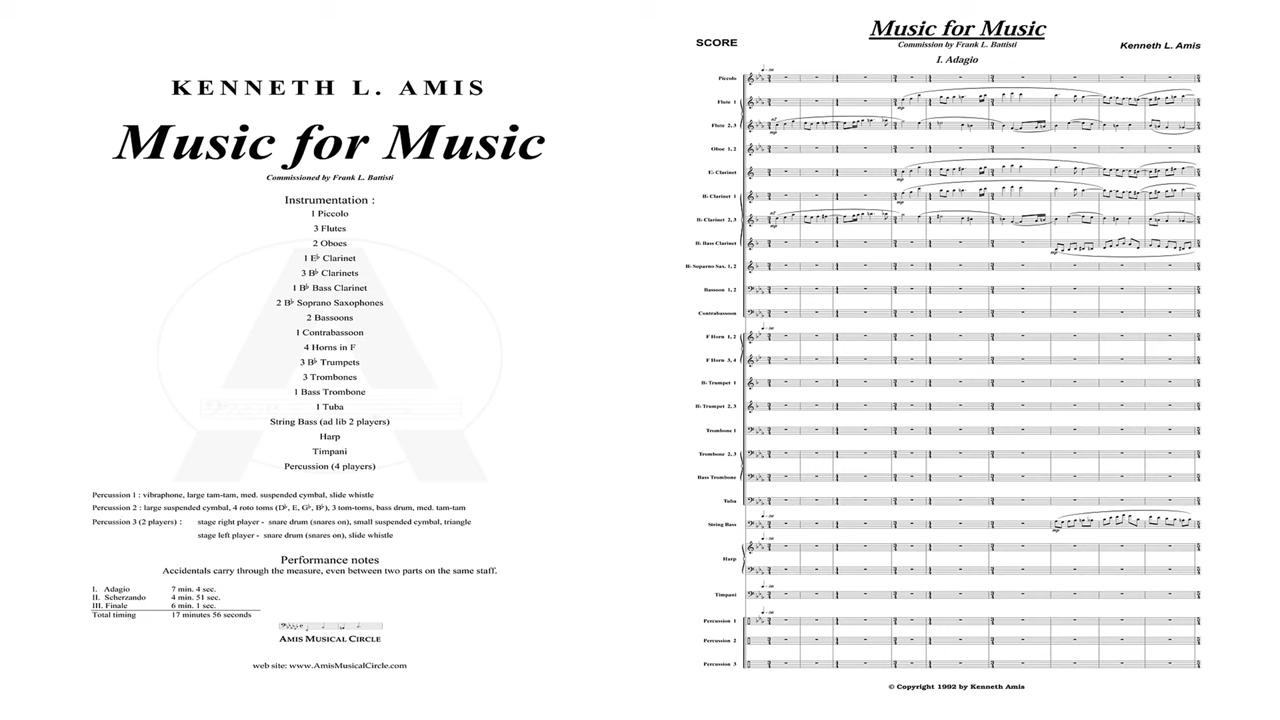 KENNETH L. AMIS
Music for Music
Commissioned by Frank L. Battisti
Instrumentation :
1 Piccolo
3 Flutes
2 Oboes
1 E♭ Clarinet
3 B♭ Clarinets
1 B♭ Bass Clarinet
2 B♭ Soprano Saxophones
2 Bassoons
1 Contrabassoon
4 Horns in F
3 B♭ Trumpets
3 Trombones
1 Bass Trombone
1 Tuba
String Bass (ad lib 2 players)
Harp
Timpani
Percussion (4 players)
Percussion 1 : vibraphone, large tam-tam, med. suspended cymbal, slide whistle
Percussion 2 : large suspended cymbal, 4 roto toms (D♭, E, G♭, B♭), 3 tom-toms, bass drum, med. tam-tam
Percussion 3 (2 players) : stage right player - snare drum (snares on), small suspended cymbal, triangle
stage left player - snare drum (snares on), slide whistle
Performance notes
Accidentals carry through the measure, even between two parts on the same staff.
I. Adagio 7 min. 4 sec.
II. Scherzando 4 min. 51 sec.
III. Finale 6 min. 1 sec.
Total timing 17 minutes 56 seconds
AMIS MUSICAL CIRCLE
web site: www.AmisMusicalCircle.com
Music for Music
SCORE
Commission by Frank L. Battisti
Kenneth L. Amis
I. Adagio
Piccolo
Flute 1
Flute 2, 3
Oboe 1, 2
E♭ Clarinet
B♭ Clarinet 1
B♭ Clarinet 2, 3
B♭ Bass Clarinet
B♭ Soparno Sax. 1, 2
Bassoon 1, 2
Contrabassoon
F Horn 1, 2
F Horn 3, 4
B♭ Trumpet 1
B♭ Trumpet 2, 3
Trombone 1
Trombone 2, 3
Bass Trombone
Tuba
String Bass
Harp
Timpani
Percussion 1
Percussion 2
Percussion 3
© Copyright 1992 by Kenneth Amis